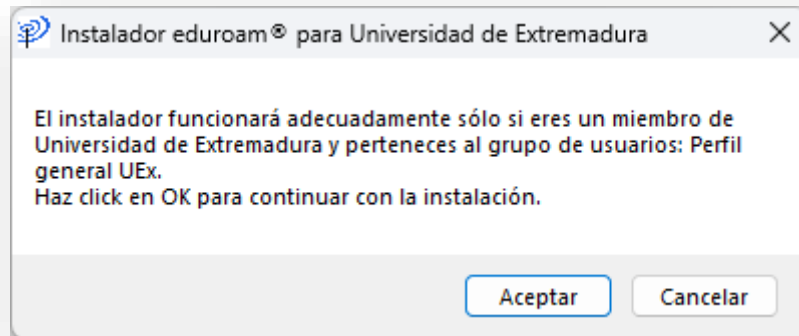 Instalador eduroam® para Universidad de Extremadura
El instalador funcionará adecuadamente sólo si eres un miembro de
Universidad de Extremadura y perteneces al grupo de usuarios: Perfil
general UEx.
Haz click en OK para continuar con la instalación.
Aceptar Cancelar